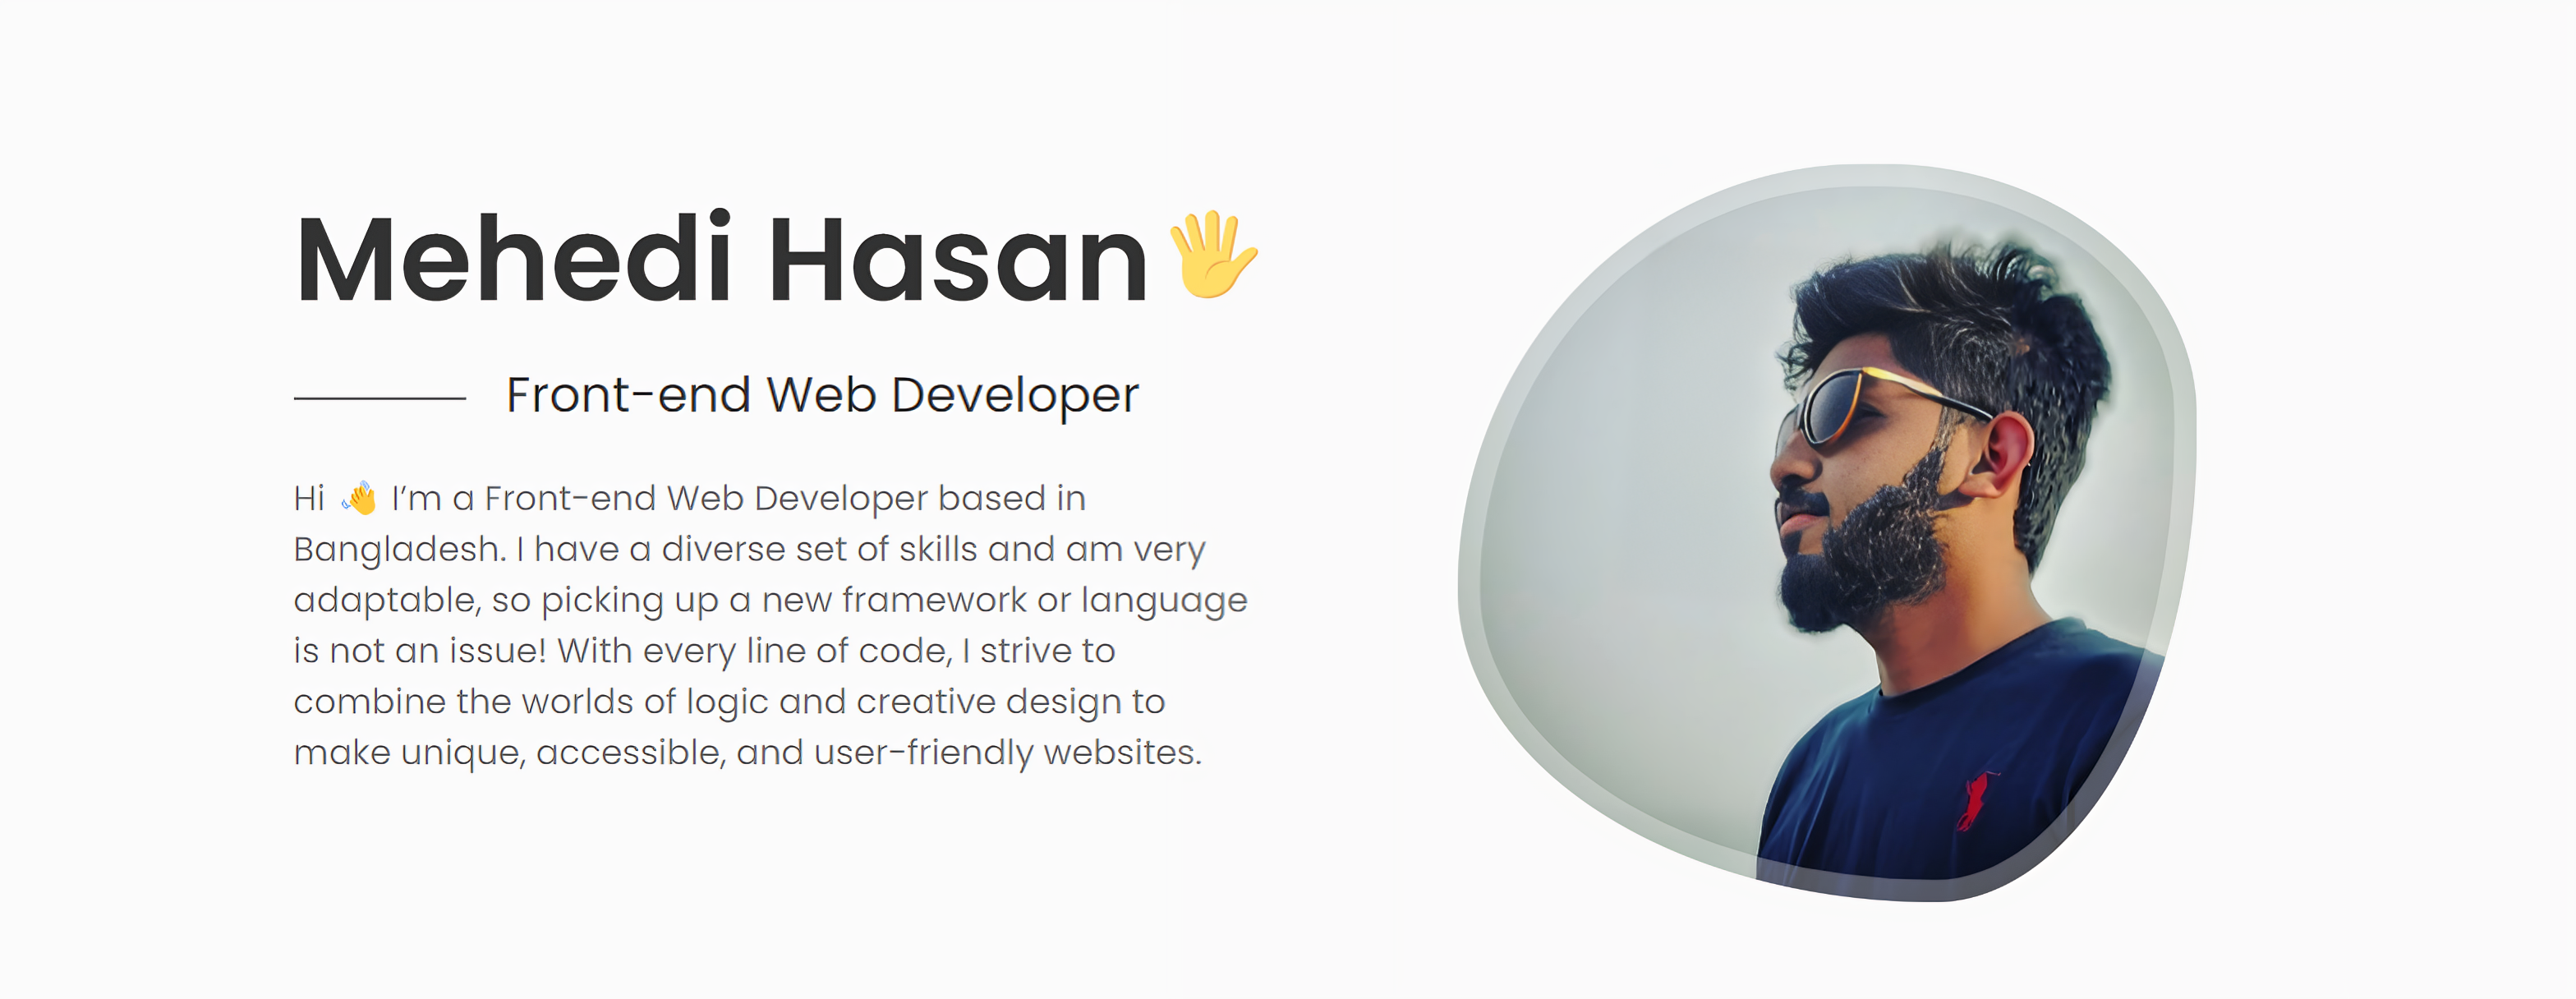 Mehedi Hasan🖐
Front-end Web Developer
Hi 👋 I’m a Front-end Web Developer based in
Bangladesh. I have a diverse set of skills and am very
adaptable, so picking up a new framework or language
is not an issue! With every line of code, I strive to
combine the worlds of logic and creative design to
make unique, accessible, and user-friendly websites.